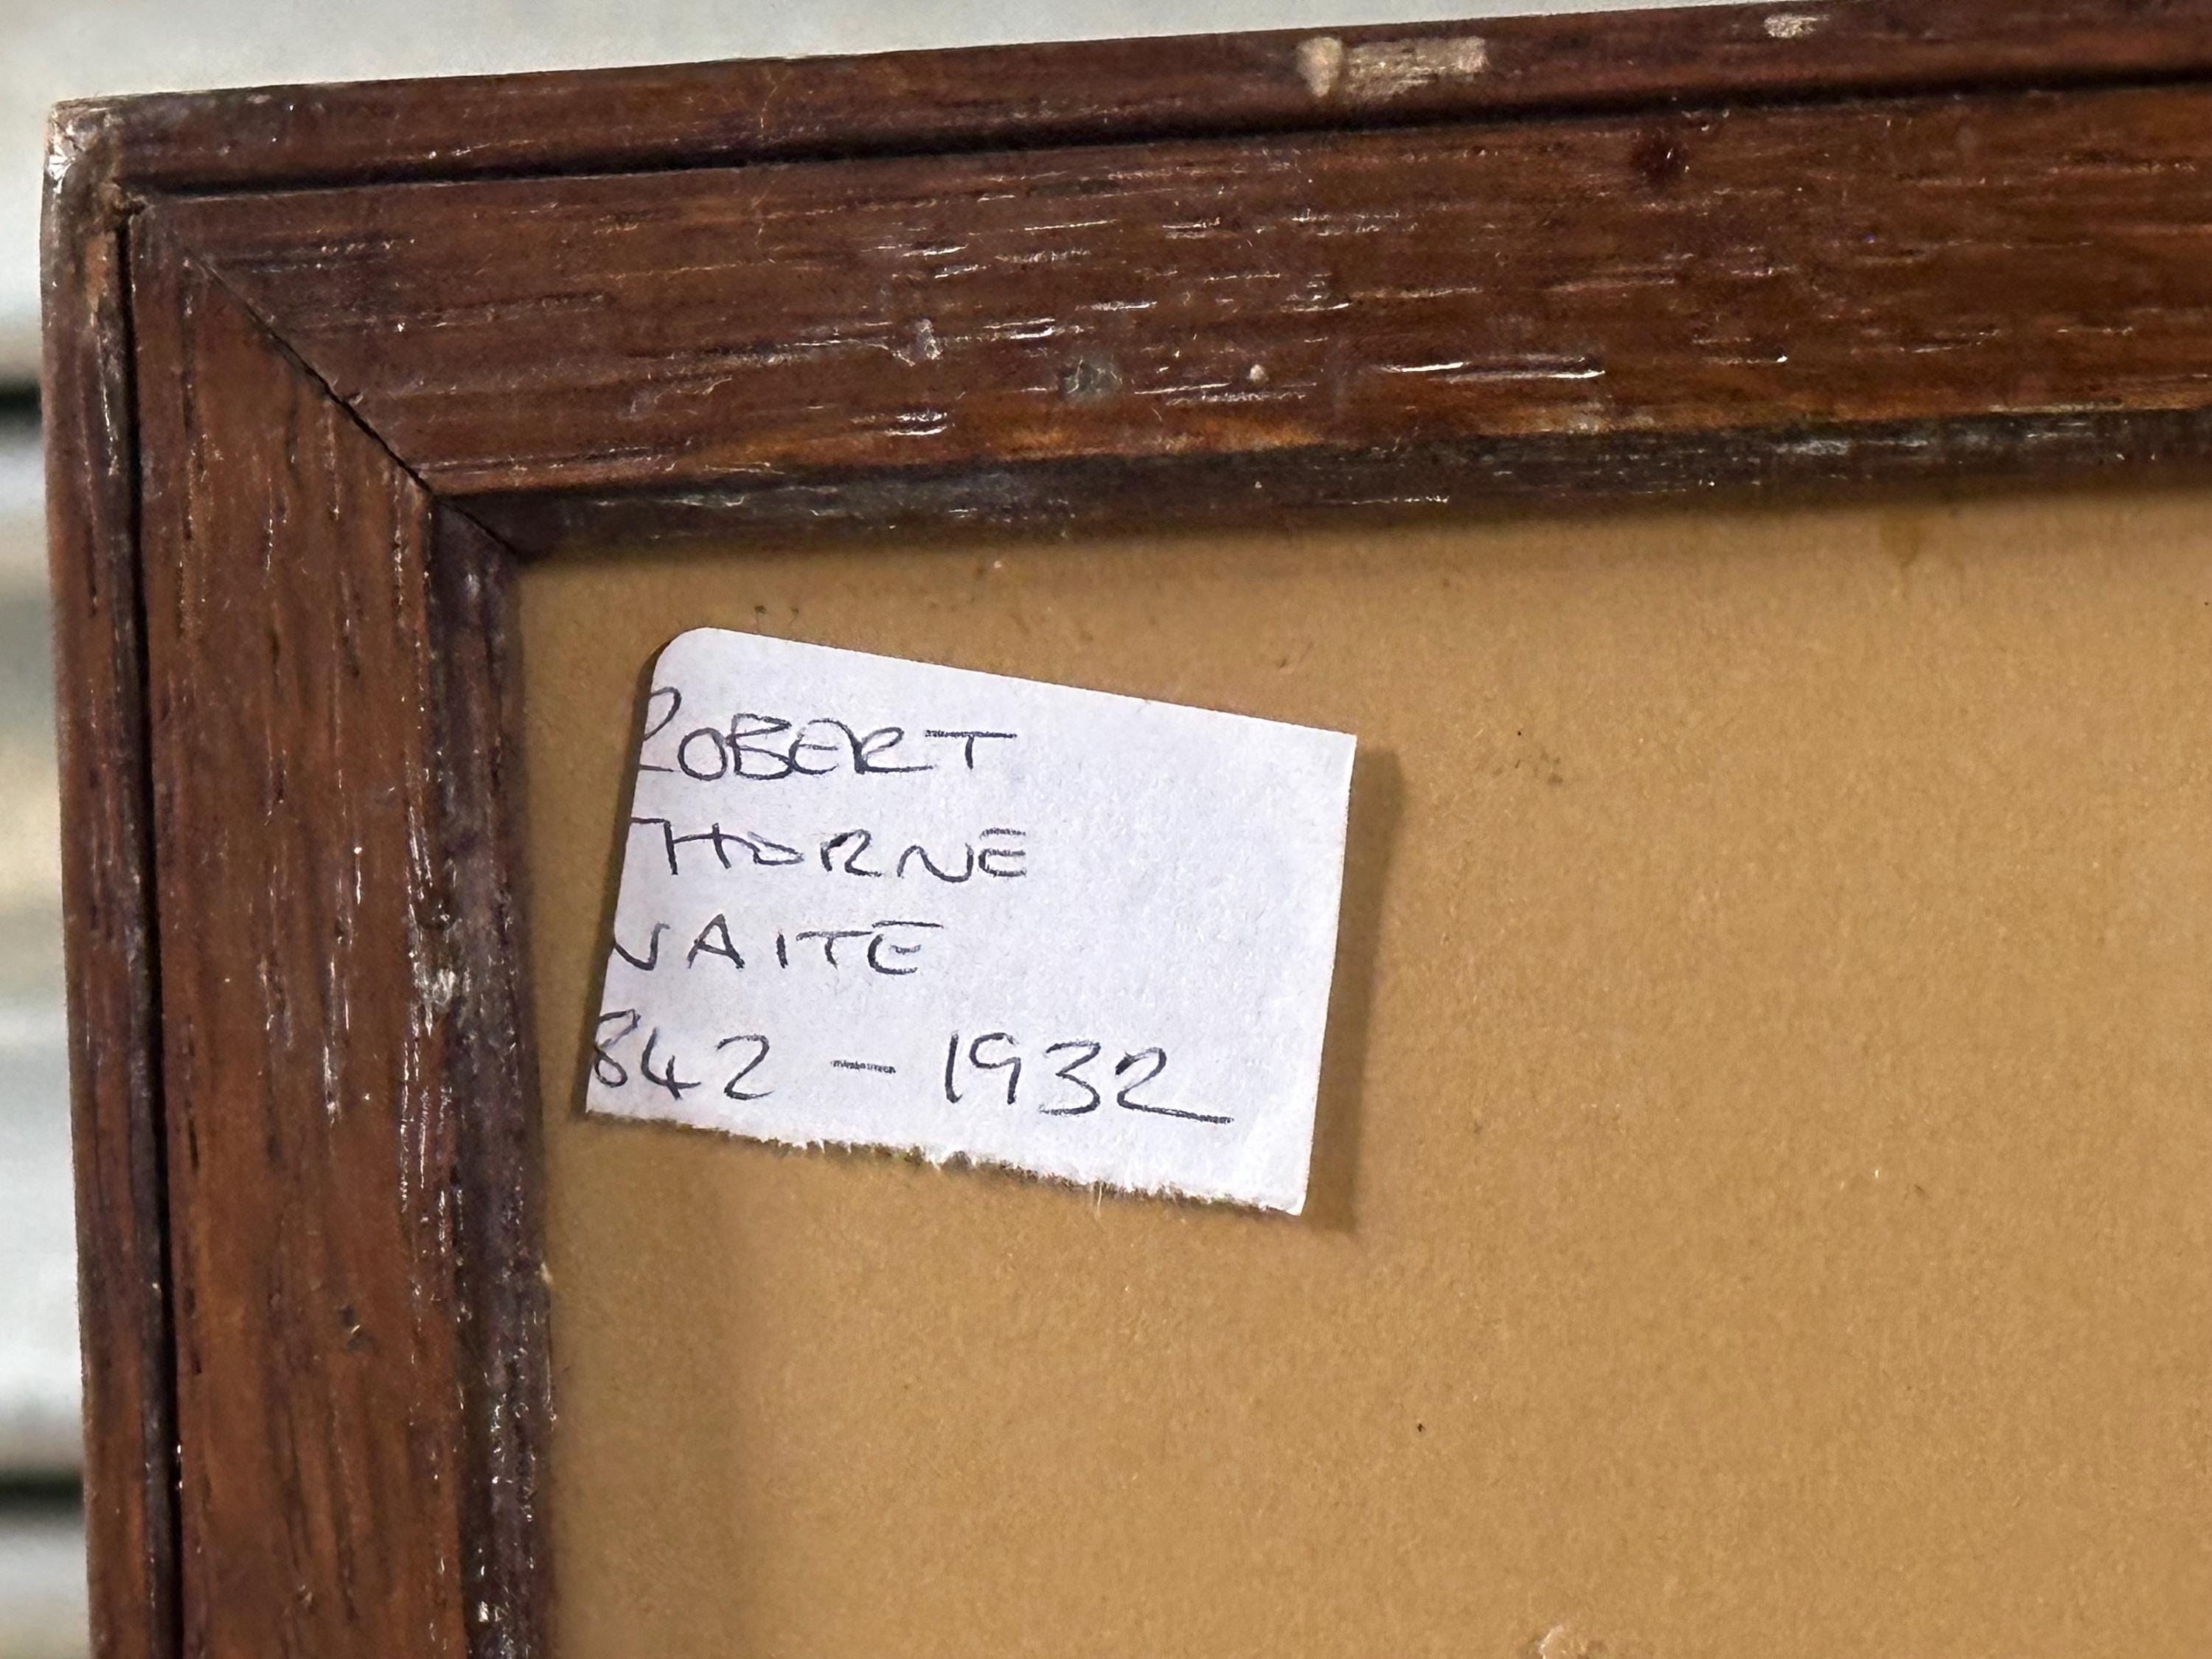 ROBERT
THORNE
WAITE
842 - 1932